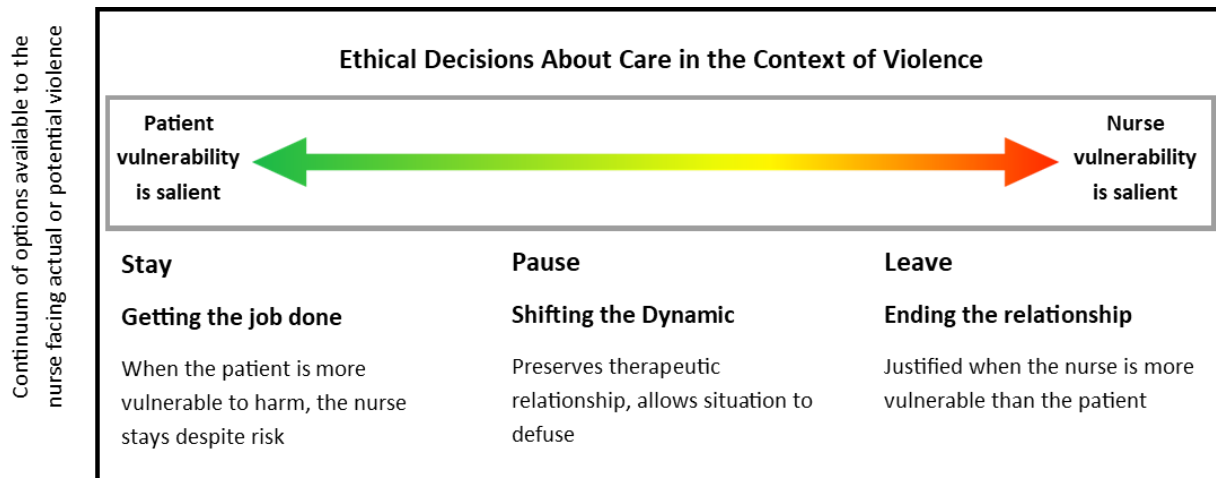 Continuum of options available to the
nurse facing actual or potential violence
Ethical Decisions About Care in the Context of Violence
Patient
vulnerability
is salient
Nurse
vulnerability
is salient
Stay
Getting the job done
When the patient is more
vulnerable to harm, the nurse
stays despite risk
Pause
Shifting the Dynamic
Preserves therapeutic
relationship, allows situation to
defuse
Leave
Ending the relationship
Justified when the nurse is more
vulnerable than the patient